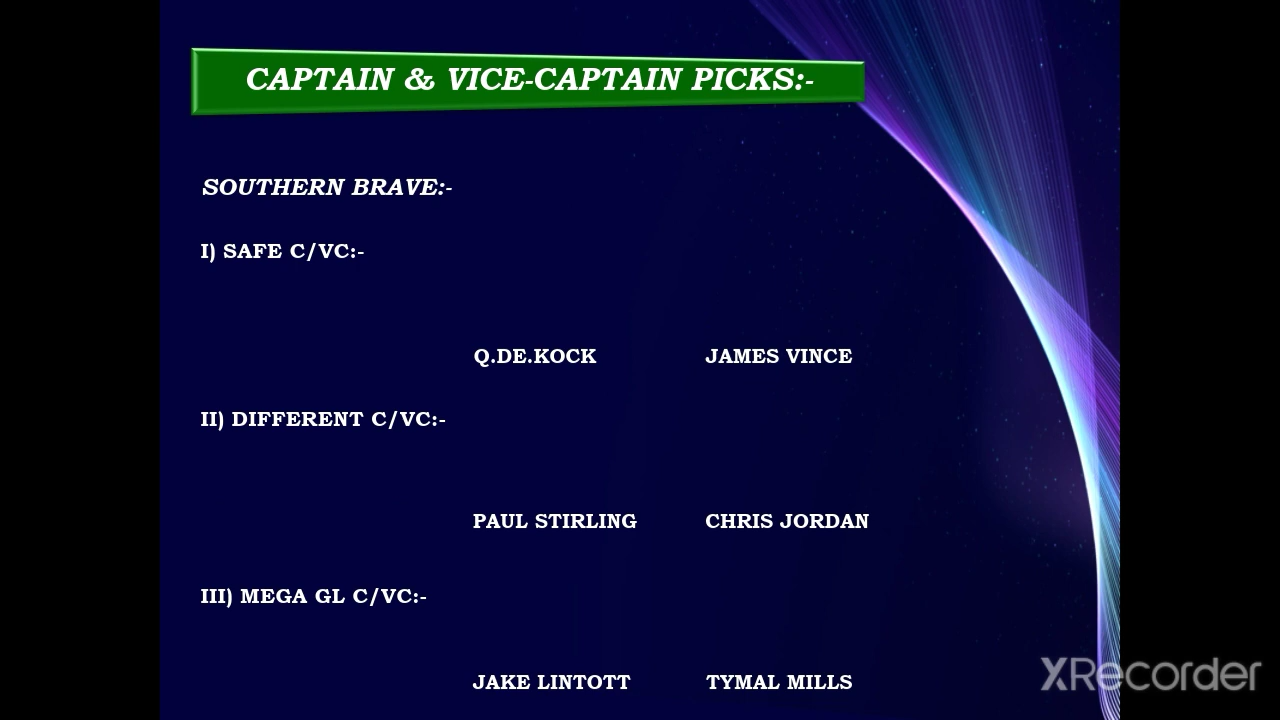 CAPTAIN & VICE-CAPTAIN PICKS:-
SOUTHERN BRAVE:-
I) SAFE C/VC:-
Q.DE.KOCK JAMES VINCE
II) DIFFERENT C/VC:-
PAUL STIRLING CHRIS JORDAN
III) MEGA GL C/VC:-
JAKE LINTOTT TYMAL MILLS
XRecorder